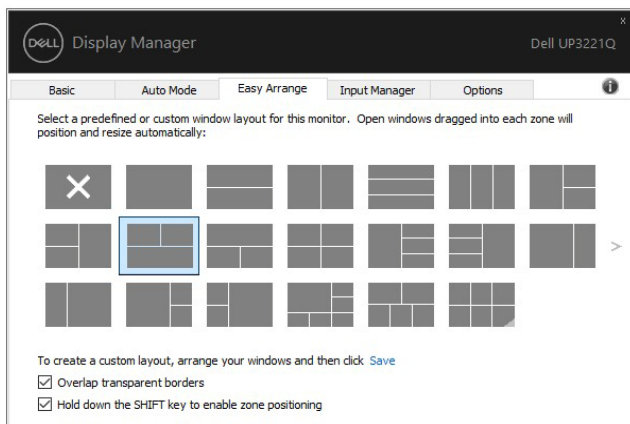 x
DELL Display Manager Dell UP3221Q
Basic Auto Mode Easy Arrange Input Manager Options i
Select a predefined or custom window layout for this monitor. Open windows dragged into each zone will
position and resize automatically:
>
To create a custom layout, arrange your windows and then click Save
Overlap transparent borders
Hold down the SHIFT key to enable zone positioning